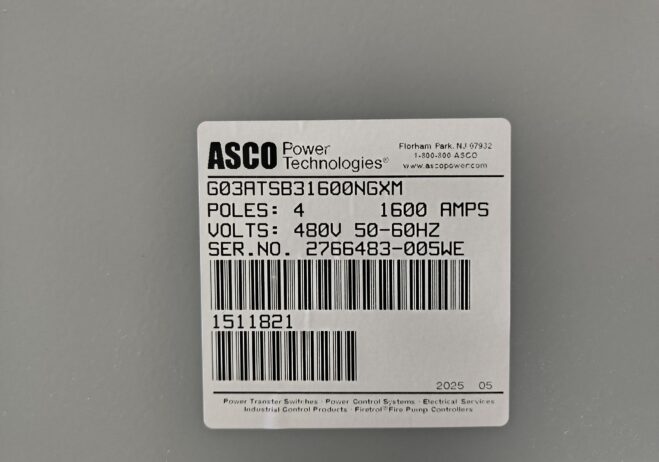 ASCO Power Technologies®
Florham Park, NJ 07932
1-800-800 ASCO
www.ascopower.com
G03ATSB31600NGXM
POLES: 4 1600 AMPS
VOLTS: 480V 50-60HZ
SER.NO. 2766483-005WE
1511821
2025 05
Power Transfer Switches · Power Control Systems · Electrical Services
Industrial Control Products · Firetrol® Fire Pump Controllers